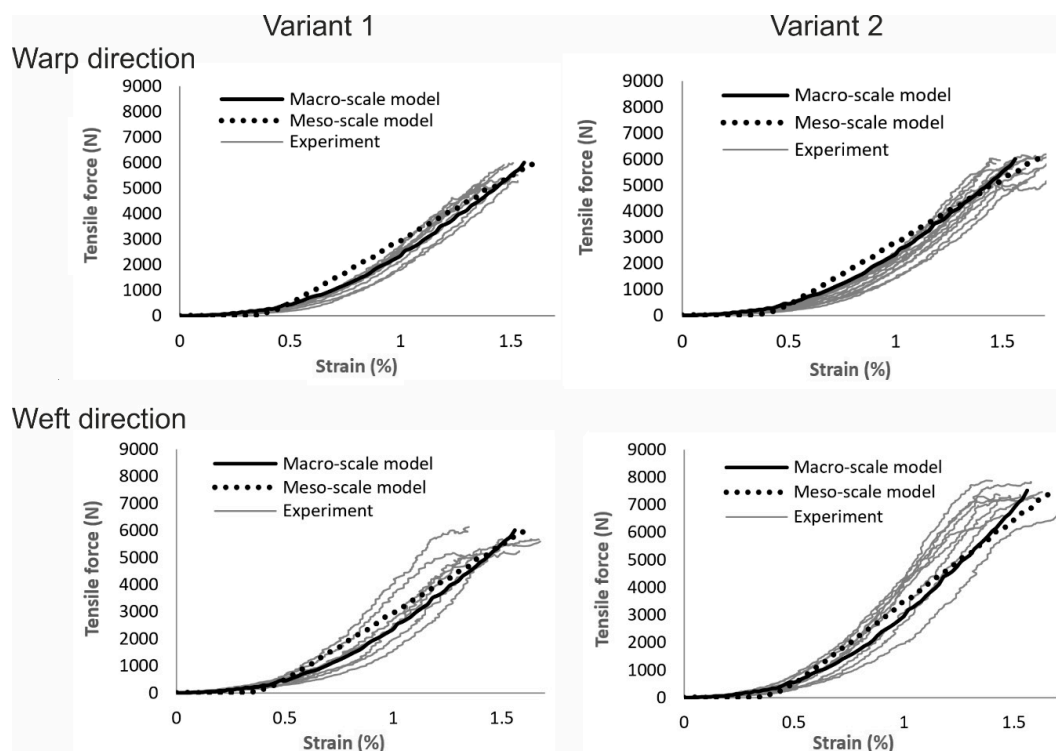 Variant 1
Variant 2
Warp direction
9000
8000
7000
6000
5000
4000
3000
2000
1000
0
Tensile force (N)
Macro-scale model
Meso-scale model
Experiment
0
0.5
1
1.5
Strain (%)
9000
8000
7000
6000
5000
4000
3000
2000
1000
0
Tensile force (N)
Macro-scale model
Meso-scale model
Experiment
0
0.5
1
1.5
Strain (%)
Weft direction
9000
8000
7000
6000
5000
4000
3000
2000
1000
0
Tensile force (N)
Macro-scale model
Meso-scale model
Experiment
0
0.5
1
1.5
Strain (%)
9000
8000
7000
6000
5000
4000
3000
2000
1000
0
Tensile force (N)
Macro-scale model
Meso-scale model
Experiment
0
0.5
1
1.5
Strain (%)